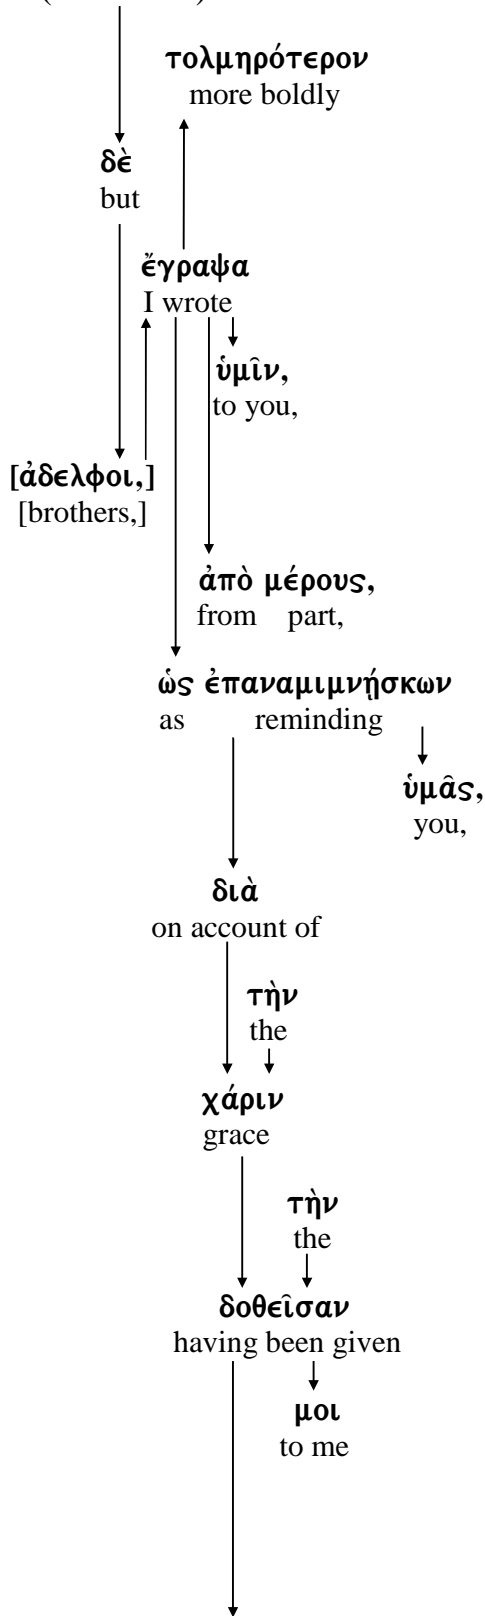 τολμηρότερον
more boldly
δὲ
but
ἔγραψα
I wrote
ὑμῖν,
to you,
[ἀδελφοι,]
[brothers,]
ἀπὸ μέρους,
from part,
ὡς ἐπαναμιμνήσκων
as reminding
ὑμᾶς,
you,
διὰ
on account of
τὴν
the
χάριν
grace
τὴν
the
δοθεῖσαν
having been given
μοι
to me